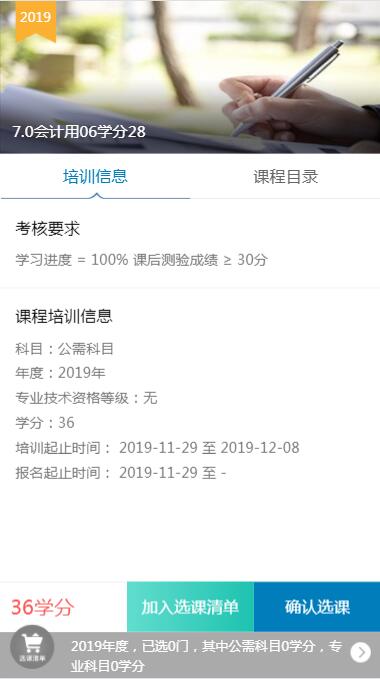 2019
7.0会计用06学分28
培训信息
课程目录
考核要求
学习进度 = 100% 课后测验成绩 ≥ 30分
课程培训信息
科目：公需科目
年度：2019年
专业技术资格等级：无
学分：36
培训起止时间： 2019-11-29 至 2019-12-08
报名起止时间： 2019-11-29 至 -
36学分
加入选课清单
确认选课
选课清单
2019年度，已选0门，其中公需科目0学分，专
业科目0学分